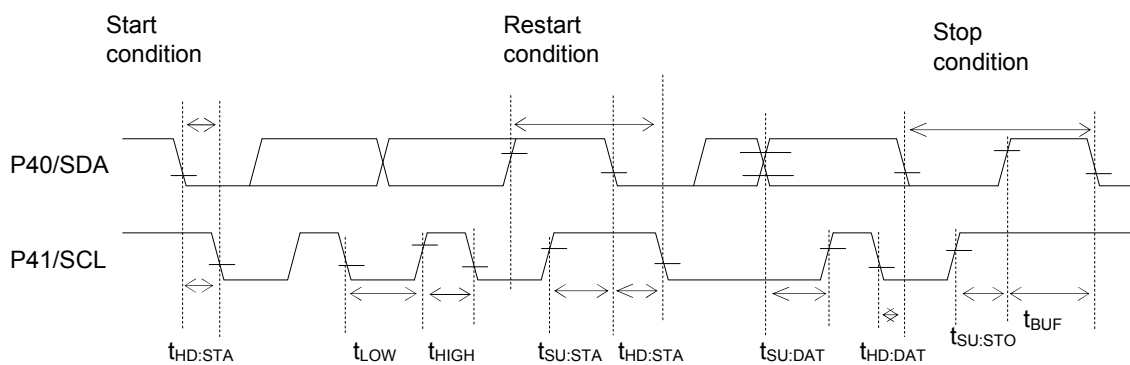 Start
condition
Restart
condition
Stop
condition
P40/SDA
P41/SCL
tHD:STA
tLOW
tHIGH
tSU:STA
tHD:STA
tSU:DAT
tHD:DAT
tSU:STO
tBUF